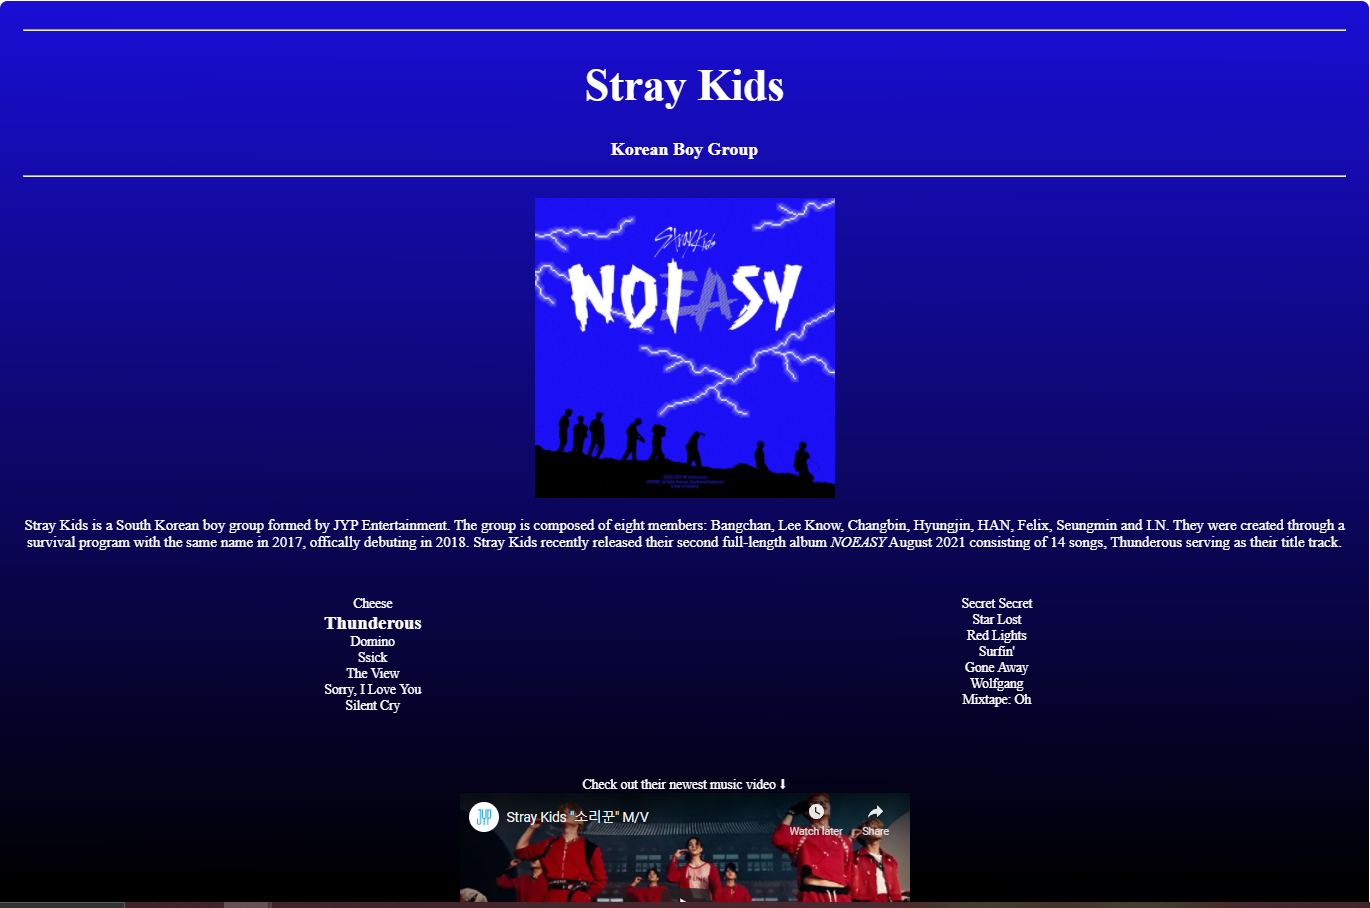 Stray Kids
Korean Boy Group
Stray Kids
NOIEASY
Stray Kids is a South Korean boy group formed by JYP Entertainment. The group is composed of eight members: Bangchan, Lee Know, Changbin, Hyungjin, HAN, Felix, Seungmin and I.N. They were created through a
survival program with the same name in 2017, offically debuting in 2018. Stray Kids recently released their second full-length album NOEASY August 2021 consisting of 14 songs, Thunderous serving as their title track.
Cheese
Thunderous
Domino
Ssick
The View
Sorry, I Love You
Silent Cry
Secret Secret
Star Lost
Red Lights
Surfin'
Gone Away
Wolfgang
Mixtape: Oh
Check out their newest music video ⬇
JYP
Stray Kids "소리꾼" M/V
Watch later
Share